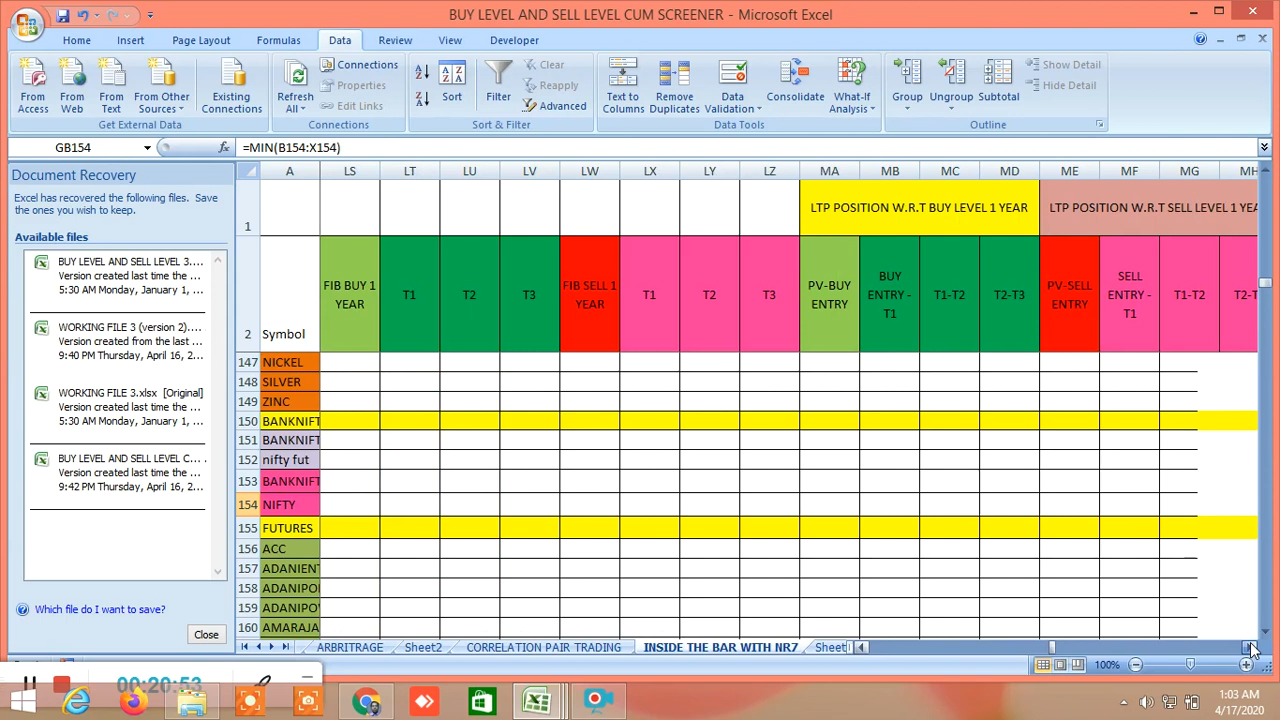 BUY LEVEL AND SELL LEVEL CUM SCREENER - Microsoft Excel
Home Insert Page Layout Formulas Data Review View Developer
From Access
From Web
From Text
From Other Sources
Existing Connections
Get External Data
Refresh All
Connections
Properties
Edit Links
Connections
Sort
Filter
Clear
Reapply
Advanced
Sort & Filter
Text to Columns
Remove Duplicates
Data Validation
Consolidate
What-If Analysis
Data Tools
Group
Ungroup
Subtotal
Show Detail
Hide Detail
Outline
GB154 fx =MIN(B154:X154)
Document Recovery
Excel has recovered the following files. Save
the ones you wish to keep.
Available files
BUY LEVEL AND SELL LEVEL 3....
Version created last time the ...
5:30 AM Monday, January 1, ...
WORKING FILE 3 (version 2)....
Version created from the last ...
9:40 PM Thursday, April 16, 2...
WORKING FILE 3.xlsx [Original]
Version created last time the ...
5:30 AM Monday, January 1, ...
BUY LEVEL AND SELL LEVEL C... .
Version created last time the ...
9:42 PM Thursday, April 16, 2...
Which file do I want to save?
Close
A LS LT LU LV LW LX LY LZ MA MB MC MD ME MF MG MH
1 LTP POSITION W.R.T BUY LEVEL 1 YEAR LTP POSITION W.R.T SELL LEVEL 1 YEA
2 Symbol
FIB BUY 1 YEAR
T1
T2
T3
FIB SELL 1 YEAR
T1
T2
T3
PV-BUY ENTRY
BUY ENTRY - T1
T1-T2
T2-T3
PV-SELL ENTRY
SELL ENTRY - T1
T1-T2
T2-T
147 NICKEL
148 SILVER
149 ZINC
150 BANKNIFT
151 BANKNIFT
152 nifty fut
153 BANKNIFT
154 NIFTY
155 FUTURES
156 ACC
157 ADANIENT
158 ADANIPO
159 ADANIPO
160 AMARAJA
ARBRITRAGE Sheet2 CORRELATION PAIR TRADING INSIDE THE BAR WITH NR7 Sheet
100%
00:20:53
1:03 AM
4/17/2020